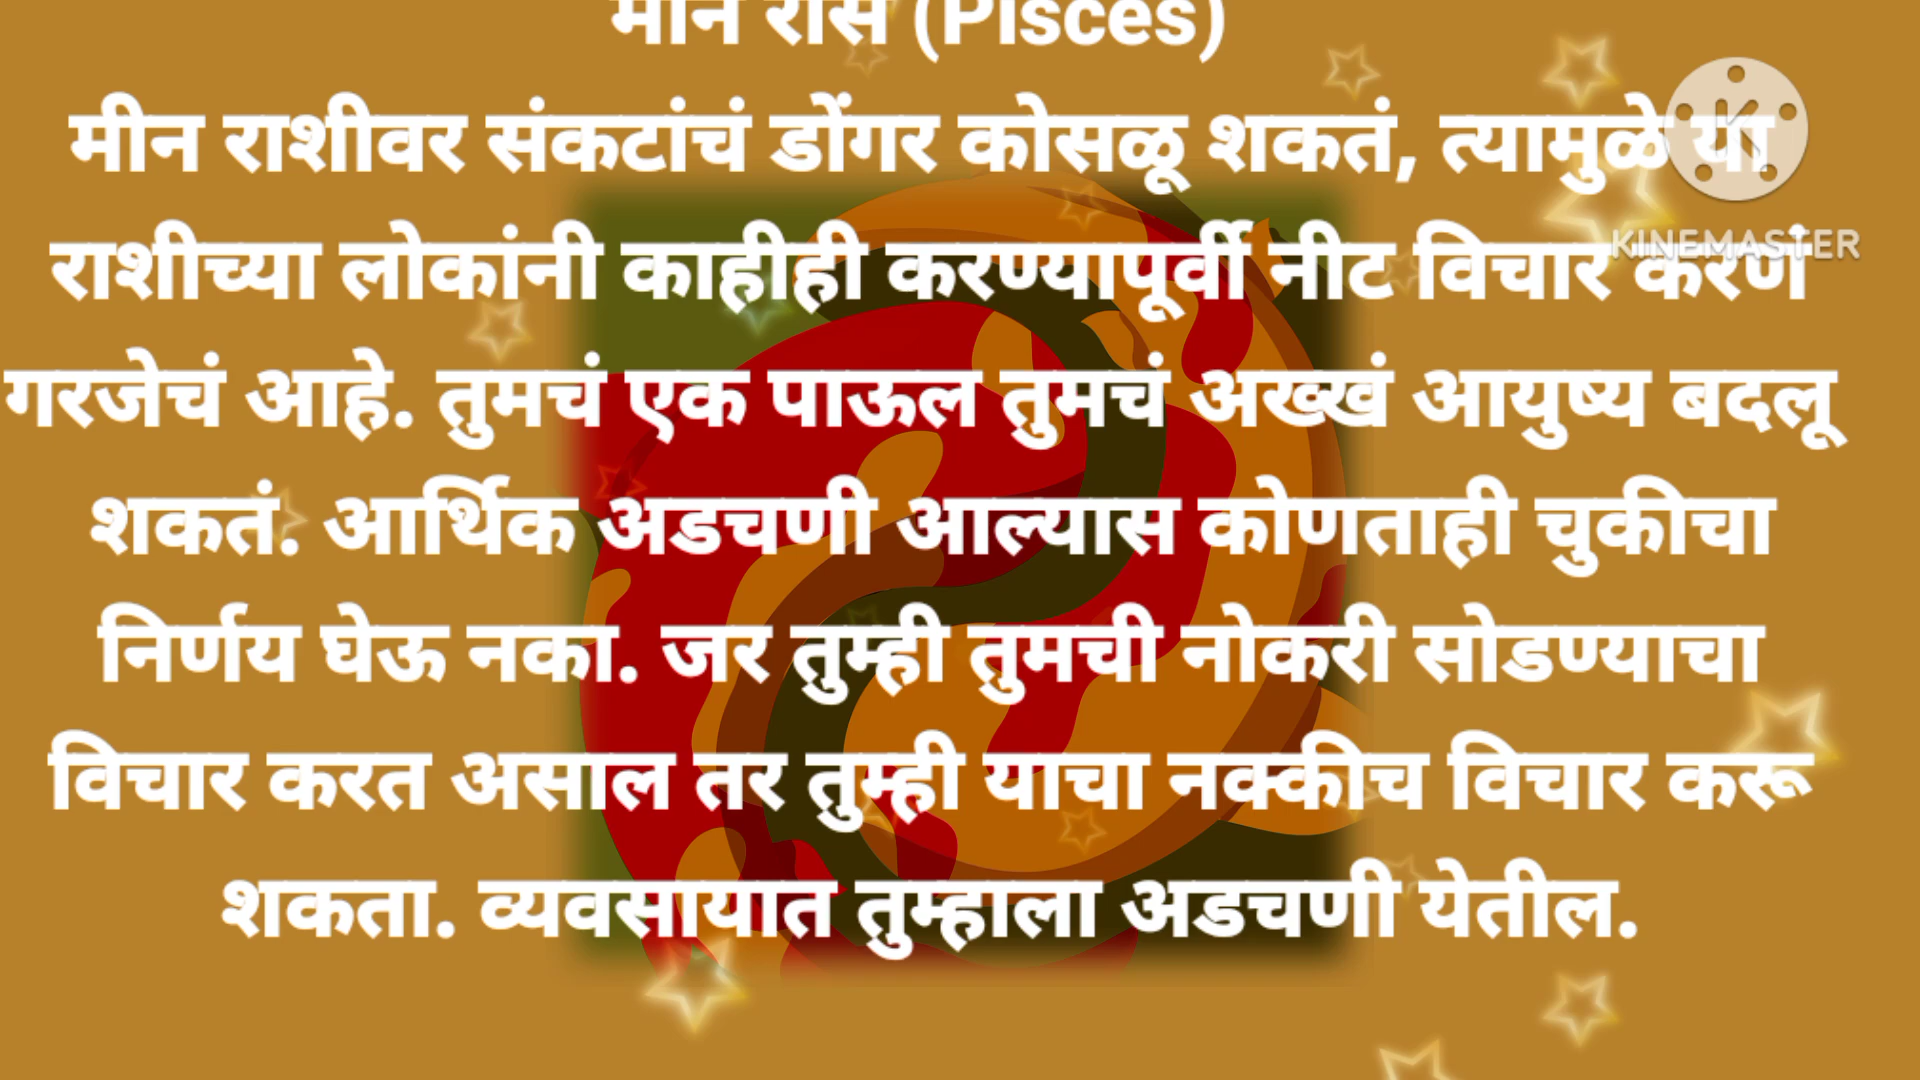 मीन रास (Pisces)
मीन राशीवर संकटांचं डोंगर कोसळू शकतं, त्यामुळे या
राशीच्या लोकांनी काहीही करण्यापूर्वी नीट विचार करणं
गरजेचं आहे. तुमचं एक पाऊल तुमचं अख्खं आयुष्य बदलू
शकतं. आर्थिक अडचणी आल्यास कोणताही चुकीचा
निर्णय घेऊ नका. जर तुम्ही तुमची नोकरी सोडण्याचा
विचार करत असाल तर तुम्ही याचा नक्कीच विचार करू
शकता. व्यवसायात तुम्हाला अडचणी येतील.
KINEMASTER